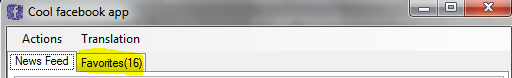 Cool facebook app
Actions Translation
News Feed Favorites(16)